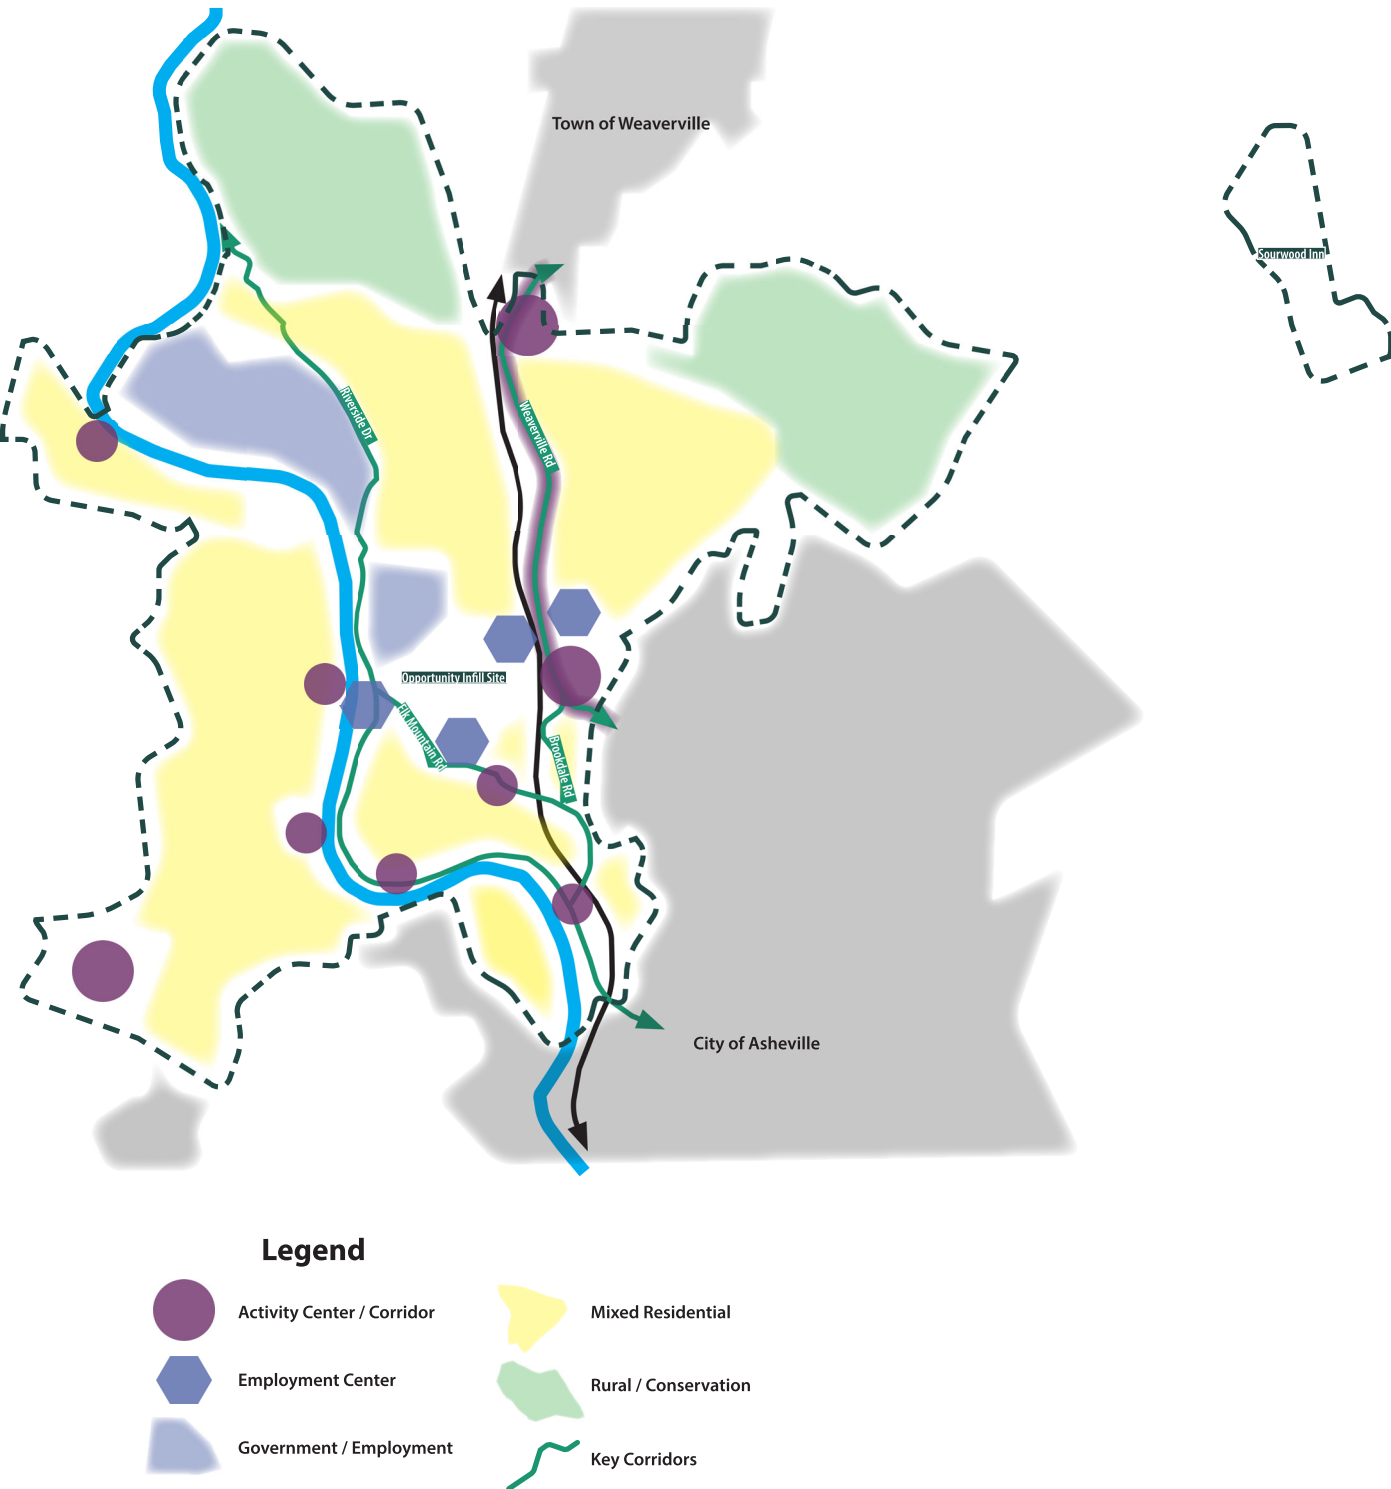 Town of Weaverville
Sourwood Inn
Riverside Dr
Weaverville Rd
Opportunity Infill Site
Elk Mountain Rd
Brookdale Rd
City of Asheville
Legend
Activity Center / Corridor
Mixed Residential
Employment Center
Rural / Conservation
Government / Employment
Key Corridors